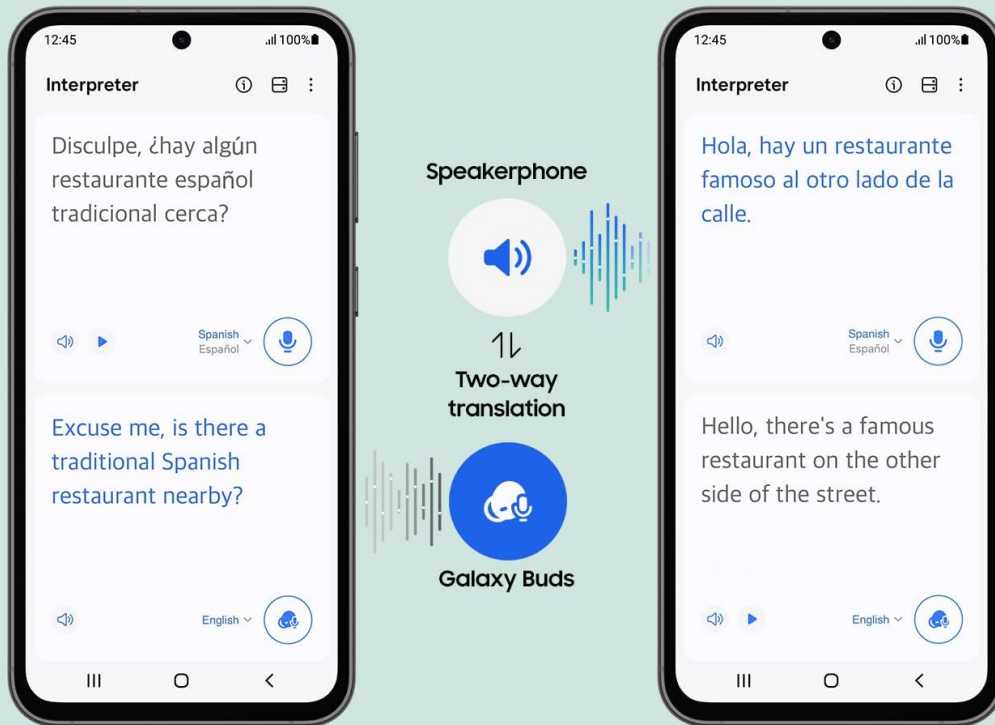 12:45
100%
Interpreter
Disculpe, ¿hay algún
restaurante español
tradicional cerca?
Spanish
Español
Excuse me, is there a
traditional Spanish
restaurant nearby?
English
Speakerphone
Two-way
translation
Galaxy Buds
12:45
100%
Interpreter
Hola, hay un restaurante
famoso al otro lado de la
calle.
Spanish
Español
Hello, there's a famous
restaurant on the other
side of the street.
English